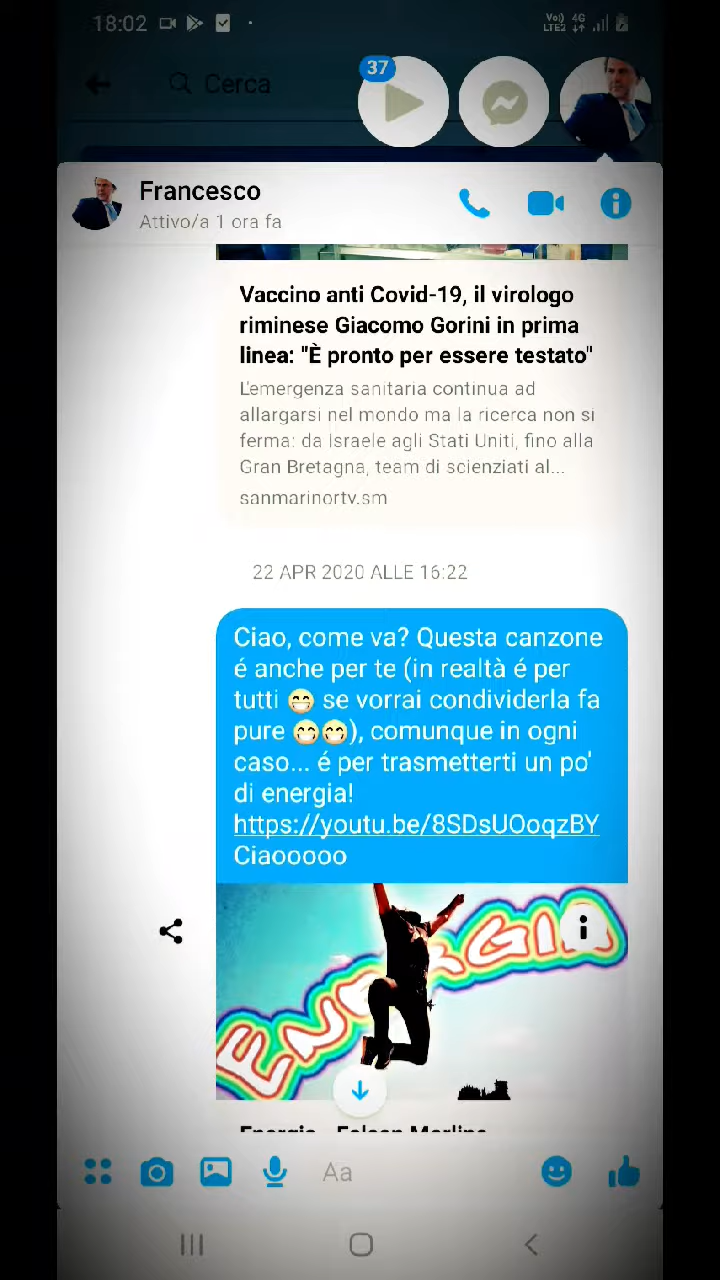 18:02
Vo)) 4G
LTE2
Cerca
37
Francesco
Attivo/a 1 ora fa
Vaccino anti Covid-19, il virologo
riminese Giacomo Gorini in prima
linea: "È pronto per essere testato"
L'emergenza sanitaria continua ad
allargarsi nel mondo ma la ricerca non si
ferma: da Israele agli Stati Uniti, fino alla
Gran Bretagna, team di scienziati al...
sanmarinortv.sm
22 APR 2020 ALLE 16:22
Ciao, come va? Questa canzone
é anche per te (in realtà é per
tutti 😁 se vorrai condividerla fa
pure 😁😁), comunque in ogni
caso... é per trasmetterti un po'
di energia!
https://youtu.be/8SDsUOoqzBY
Ciaooooo
ENERGIA
Energia
Aa